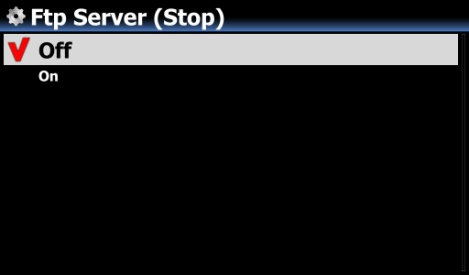 Ftp Server (Stop)
Off
On